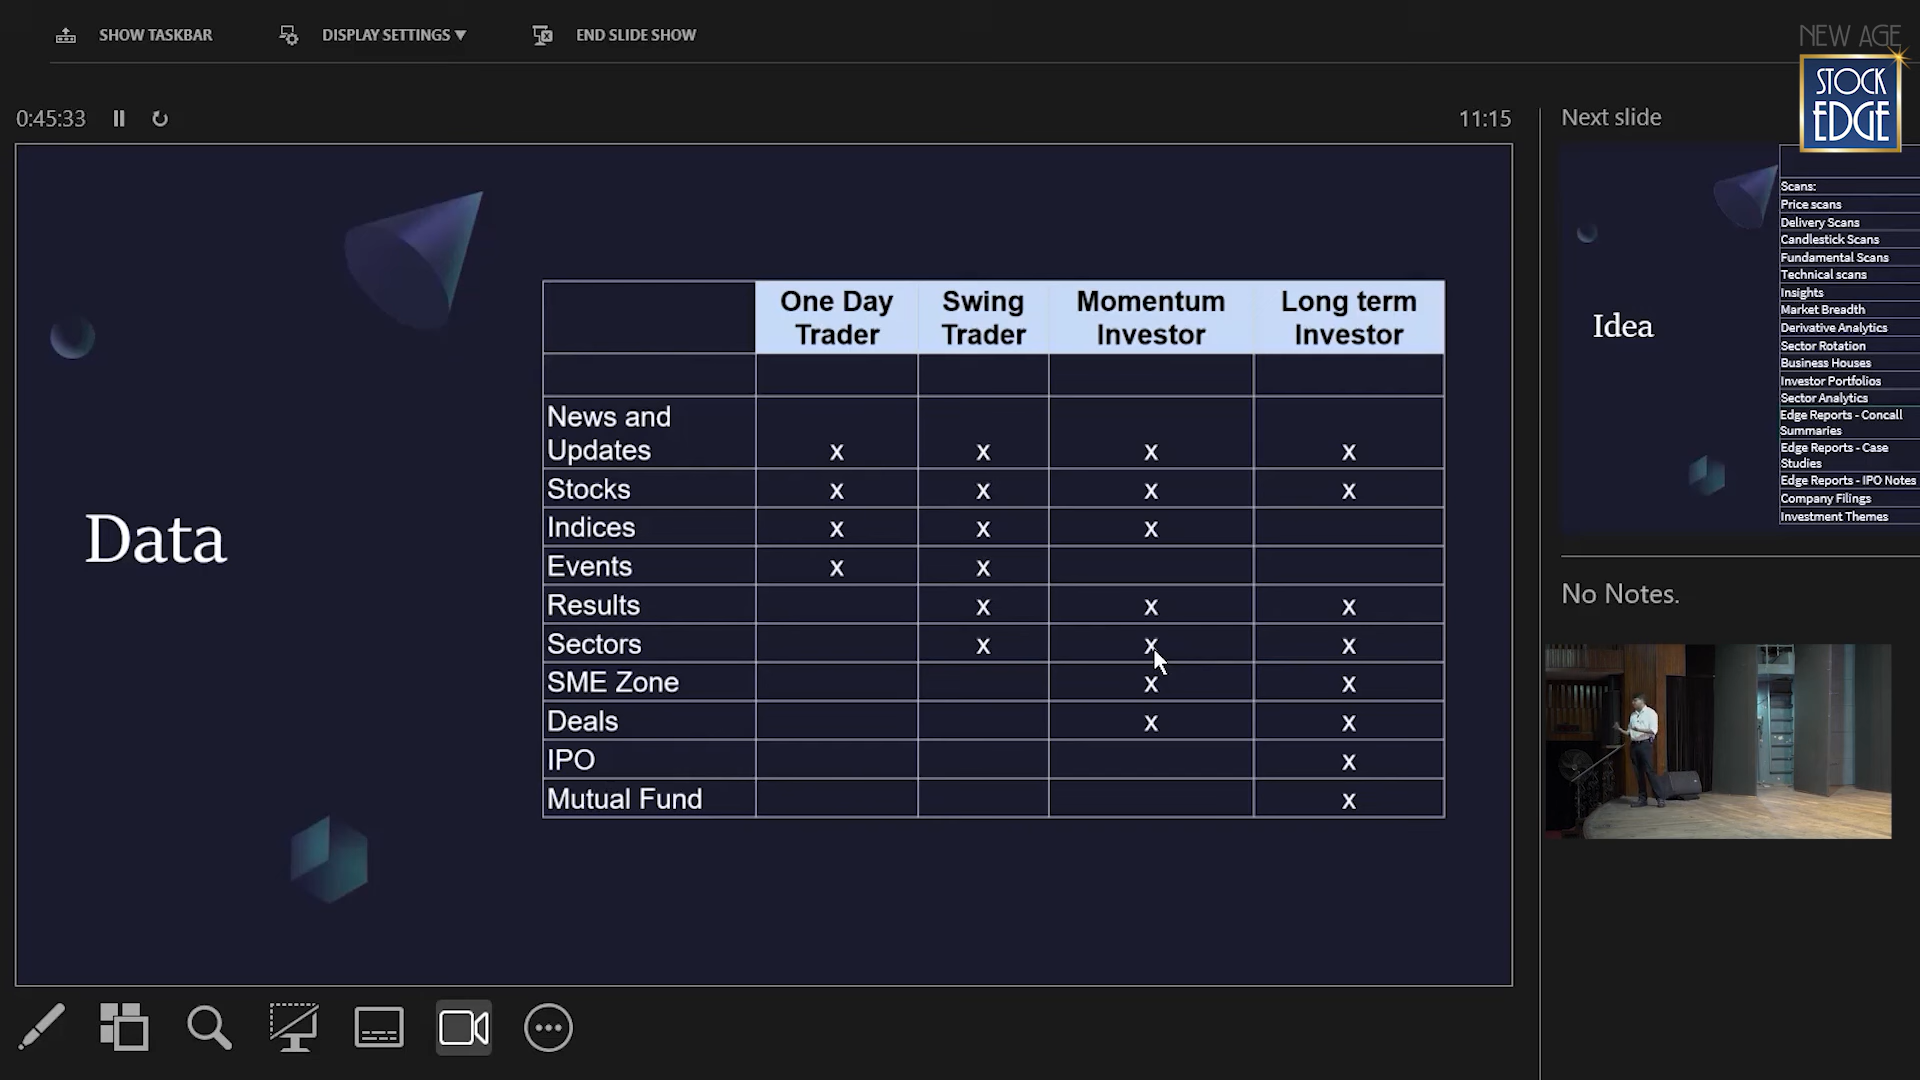 SHOW TASKBAR
DISPLAY SETTINGS ▼
END SLIDE SHOW
NEW AGE
STOCK
EDGE
0:45:33
11:15
Next slide
Data
One Day Trader | Swing Trader | Momentum Investor | Long term Investor
News and Updates x x x x
Stocks x x x x
Indices x x x
Events x x
Results x x x
Sectors x x x
SME Zone x x
Deals x x
IPO x
Mutual Fund x
Idea
Scans:
Price scans
Delivery Scans
Candlestick Scans
Fundamental Scans
Technical scans
Insights
Market Breadth
Derivative Analytics
Sector Rotation
Business Houses
Investor Portfolios
Sector Analytics
Edge Reports - Concall
Summaries
Edge Reports - Case
Studies
Edge Reports - IPO Notes
Company Filings
Investment Themes
No Notes.